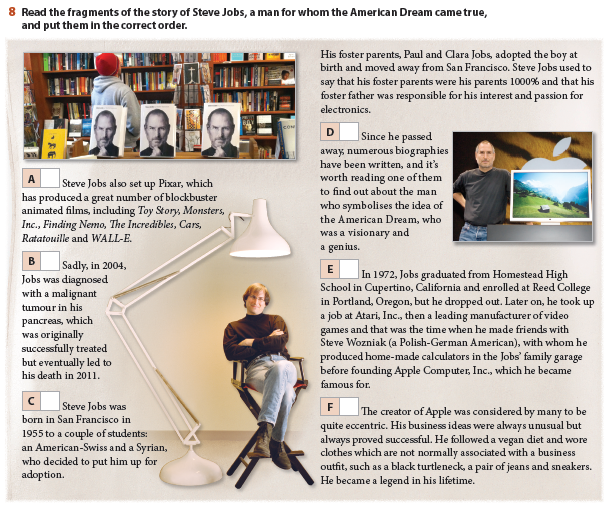 8 Read the fragments of the story of Steve Jobs, a man for whom the American Dream came true,
and put them in the correct order.
A Steve Jobs also set up Pixar, which
has produced a great number of blockbuster
animated films, including Toy Story, Monsters,
Inc., Finding Nemo, The Incredibles, Cars,
Ratatouille and WALL-E.
B Sadly, in 2004,
Jobs was diagnosed
with a malignant
tumour in his
pancreas, which
was originally
successfully treated
but eventually led to
his death in 2011.
C Steve Jobs was
born in San Francisco in
1955 to a couple of students:
an American-Swiss and a Syrian,
who decided to put him up for
adoption.
His foster parents, Paul and Clara Jobs, adopted the boy at
birth and moved away from San Francisco. Steve Jobs used to
say that his foster parents were his parents 1000% and that his
foster father was responsible for his interest and passion for
electronics.
D Since he passed
away, numerous biographies
have been written, and it's
worth reading one of them
to find out about the man
who symbolises the idea of
the American Dream, who
was a visionary and
a genius.
E In 1972, Jobs graduated from Homestead High
School in Cupertino, California and enrolled at Reed College
in Portland, Oregon, but he dropped out. Later on, he took up
a job at Atari, Inc., then a leading manufacturer of video
games and that was the time when he made friends with
Steve Wozniak (a Polish-German American), with whom he
produced home-made calculators in the Jobs' family garage
before founding Apple Computer, Inc., which he became
famous for.
F The creator of Apple was considered by many to be
quite eccentric. His business ideas were always unusual but
always proved successful. He followed a vegan diet and wore
clothes which are not normally associated with a business
outfit, such as a black turtleneck, a pair of jeans and sneakers.
He became a legend in his lifetime.